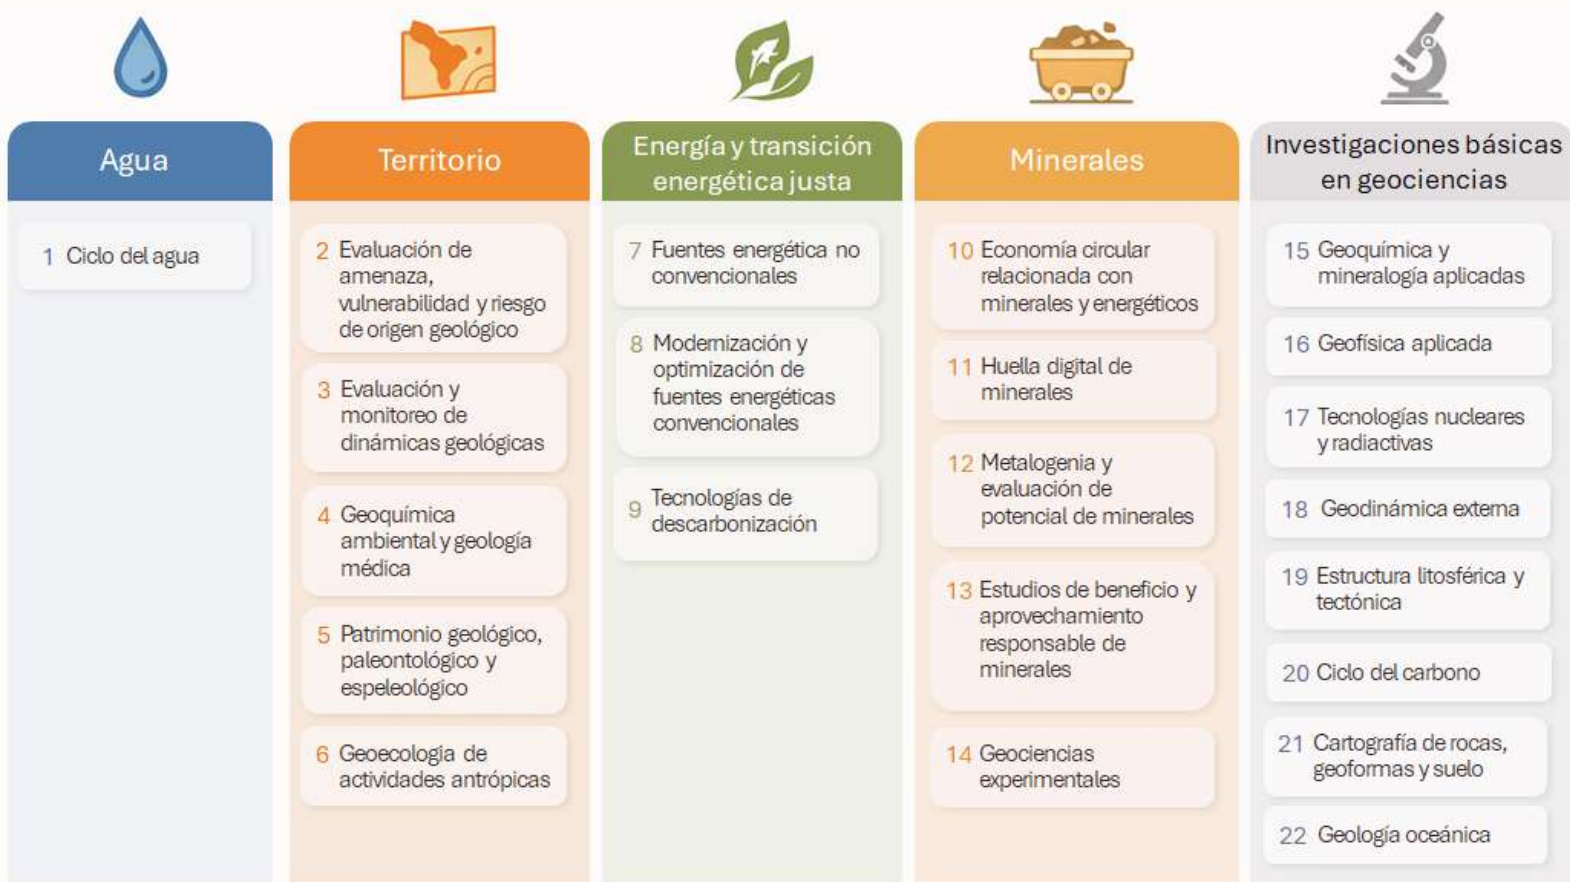 Agua
1 Ciclo del agua
Territorio
2 Evaluación de
amenaza,
vulnerabilidad y riesgo
de origen geológico
3 Evaluación y
monitoreo de
dinámicas geológicas
4 Geoquímica
ambiental y geología
médica
5 Patrimonio geológico,
paleontológico y
espeleológico
6 Geoecologia de
actividades antrópicas
Energía y transición
energética justa
7 Fuentes energética no
convencionales
8 Modernización y
optimización de
fuentes energéticas
convencionales
9 Tecnologías de
descarbonización
Minerales
10 Economía circular
relacionada con
minerales y energéticos
11 Huella digital de
minerales
12 Metalogenia y
evaluación de
potencial de minerales
13 Estudios de beneficio y
aprovechamiento
responsable de
minerales
14 Geociencias
experimentales
Investigaciones básicas
en geociencias
15 Geoquímica y
mineralogía aplicadas
16 Geofísica aplicada
17 Tecnologías nucleares
y radiactivas
18 Geodinámica externa
19 Estructura litosférica y
tectónica
20 Ciclo del carbono
21 Cartografía de rocas,
geoformas y suelo
22 Geología oceánica